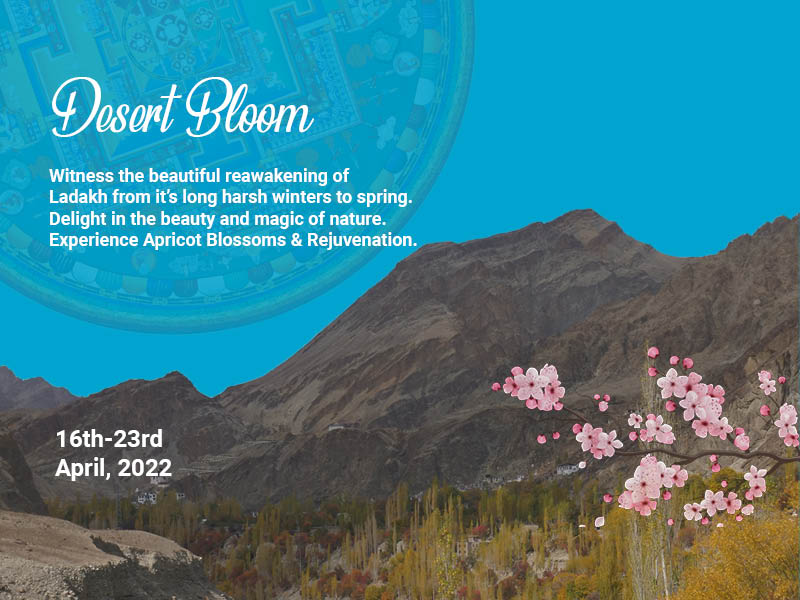 Desert Bloom
Witness the beautiful reawakening of
Ladakh from it's long harsh winters to spring.
Delight in the beauty and magic of nature.
Experience Apricot Blossoms & Rejuvenation.
16th-23rd
April, 2022